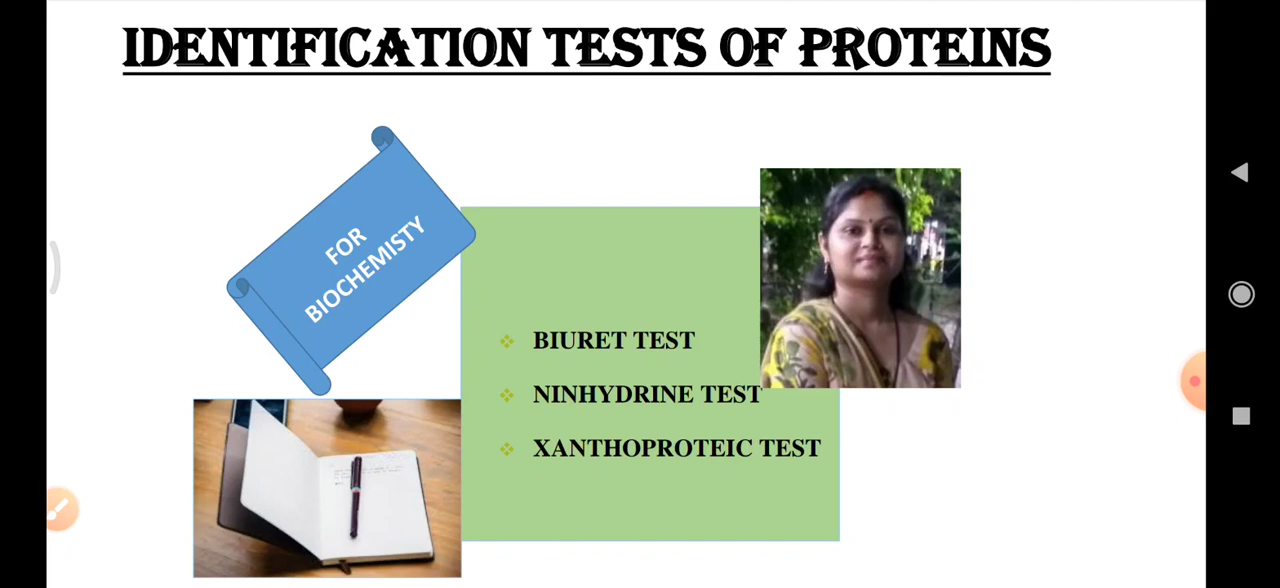 IDENTIFICATION TESTS OF PROTEINS
FOR
BIOCHEMISTY
BIURET TEST
NINHYDRINE TEST
XANTHOPROTEIC TEST